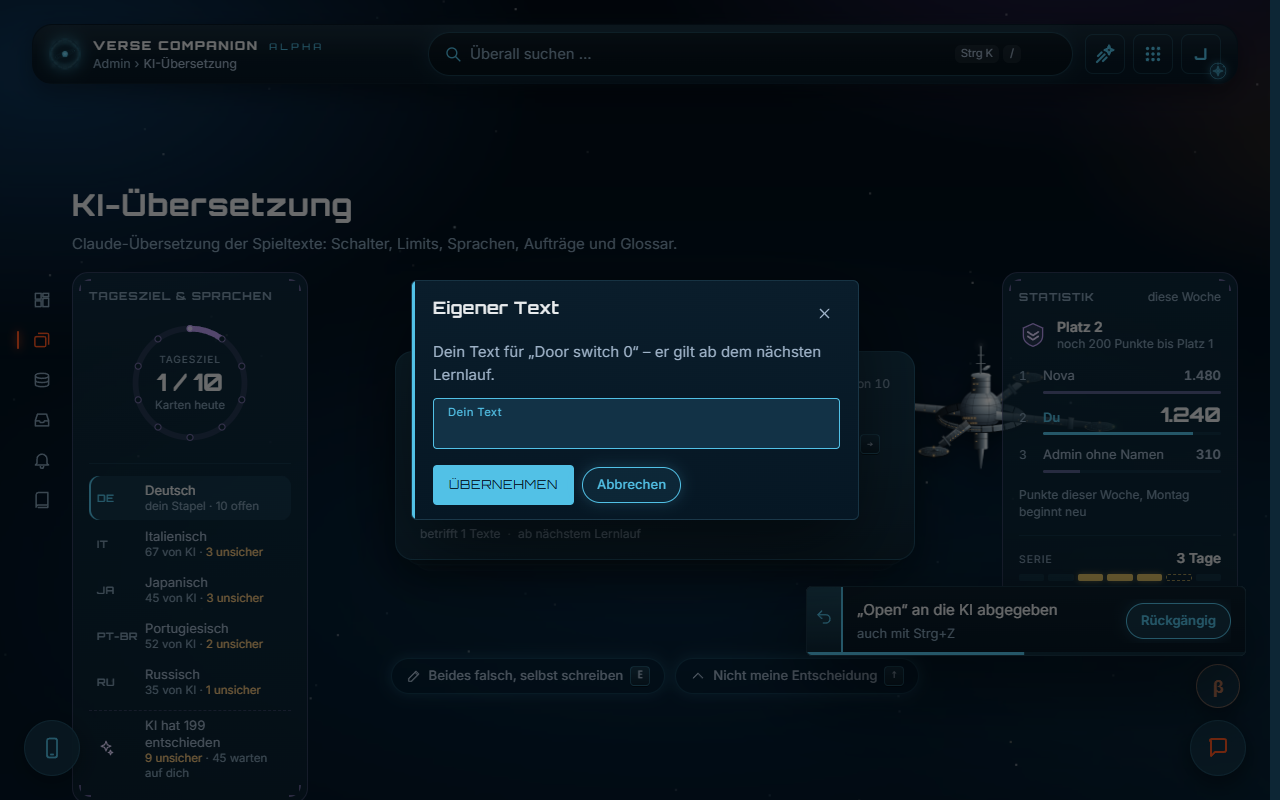 VERSE COMPANION ALPHA
Admin › KI-Übersetzung
Überall suchen ...
Strg K /
J
KI-Übersetzung
Claude-Übersetzung der Spieltexte: Schalter, Limits, Sprachen, Aufträge und Glossar.
TAGESZIEL & SPRACHEN
TAGESZIEL
1 / 10
Karten heute
DE
Deutsch
dein Stapel · 10 offen
IT
Italienisch
67 von KI · 3 unsicher
JA
Japanisch
45 von KI · 3 unsicher
PT-BR
Portugiesisch
52 von KI · 2 unsicher
RU
Russisch
35 von KI · 1 unsicher
KI hat 199
entschieden
9 unsicher · 45 warten
auf dich
Eigener Text
Dein Text für „Door switch 0“ – er gilt ab dem nächsten
Lernlauf.
Dein Text
ÜBERNEHMEN
Abbrechen
on 10
betrifft 1 Texte · ab nächstem Lernlauf
Beides falsch, selbst schreiben E
Nicht meine Entscheidung ↑
STATISTIK
diese Woche
Platz 2
noch 200 Punkte bis Platz 1
1 Nova 1.480
2 Du 1.240
3 Admin ohne Namen 310
Punkte dieser Woche, Montag
beginnt neu
SERIE
3 Tage
„Open“ an die KI abgegeben
auch mit Strg+Z
Rückgängig
β